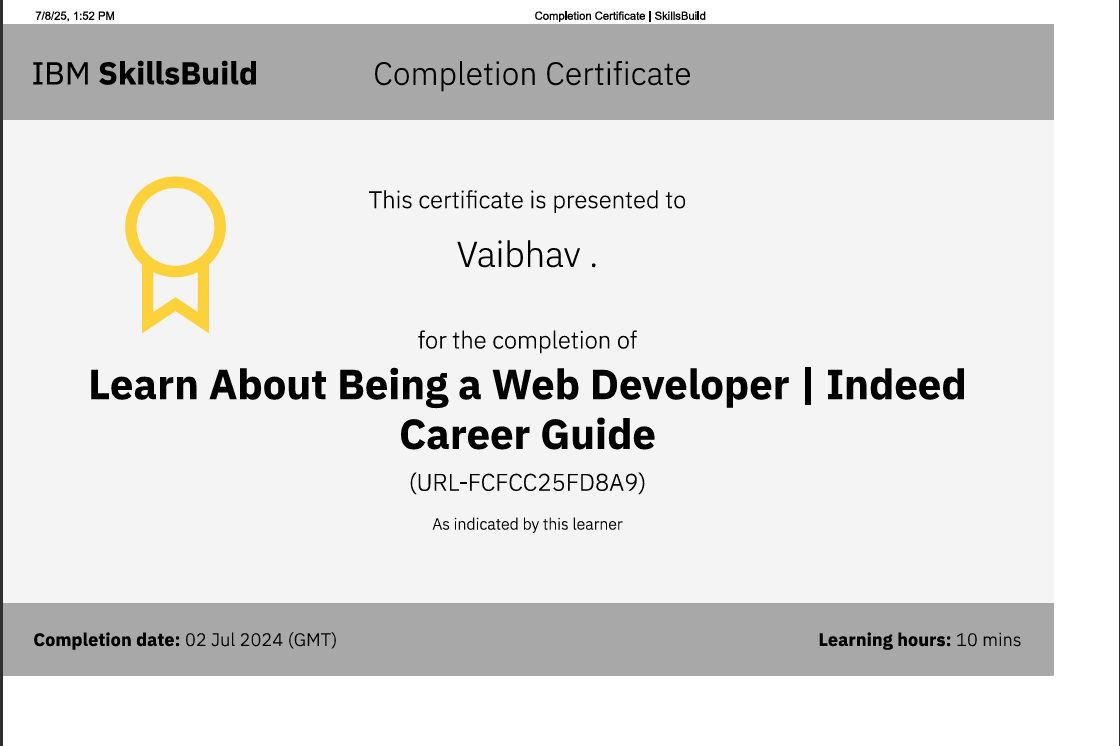 7/8/25, 1:52 PM Completion Certificate | SkillsBuild
IBM SkillsBuild Completion Certificate
This certificate is presented to
Vaibhav .
for the completion of
Learn About Being a Web Developer | Indeed
Career Guide
(URL-FCFCC25FD8A9)
As indicated by this learner
Completion date: 02 Jul 2024 (GMT) Learning hours: 10 mins